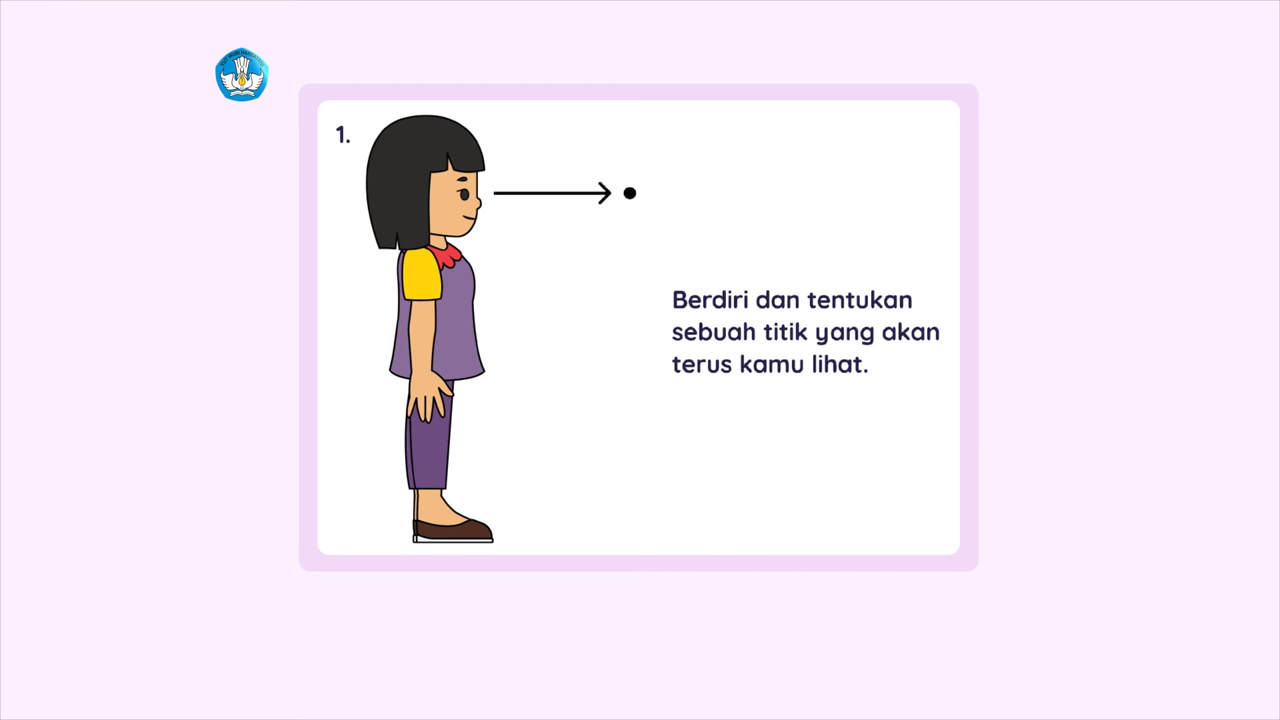 1.
Berdiri dan tentukan
sebuah titik yang akan
terus kamu lihat.